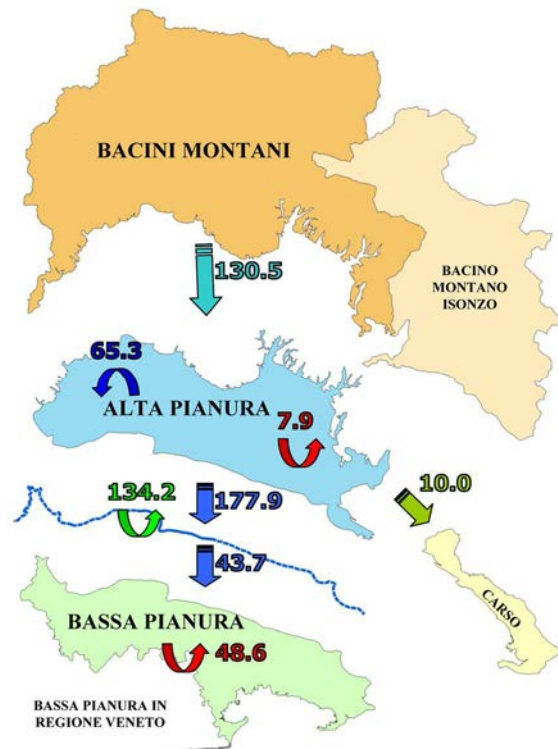 BACINI MONTANI
BACINO
MONTANO
ISONZO
130.5
65.3
ALTA PIANURA
7.9
10.0
134.2
177.9
43.7
CARSO
BASSA PIANURA
48.6
BASSA PIANURA IN
REGIONE VENETO